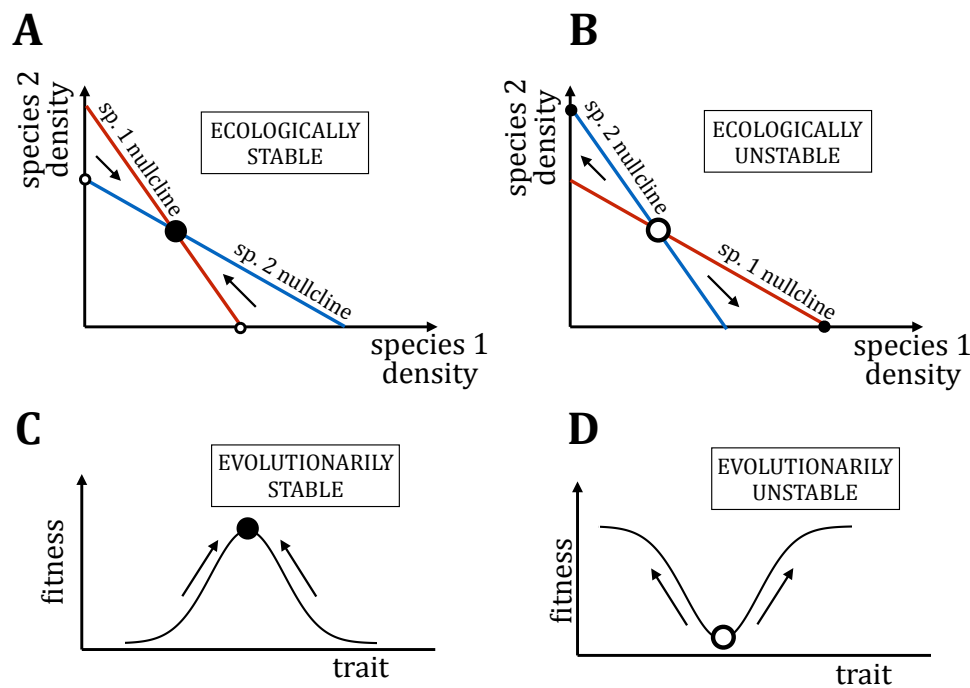 A
species 2
density
sp. 1 nullcline
ECOLOGICALLY
STABLE
sp. 2 nullcline
species 1
density
B
species 2
density
sp. 2 nullcline
ECOLOGICALLY
UNSTABLE
sp. 1 nullcline
species 1
density
C
EVOLUTIONARILY
STABLE
fitness
trait
D
EVOLUTIONARILY
UNSTABLE
fitness
trait